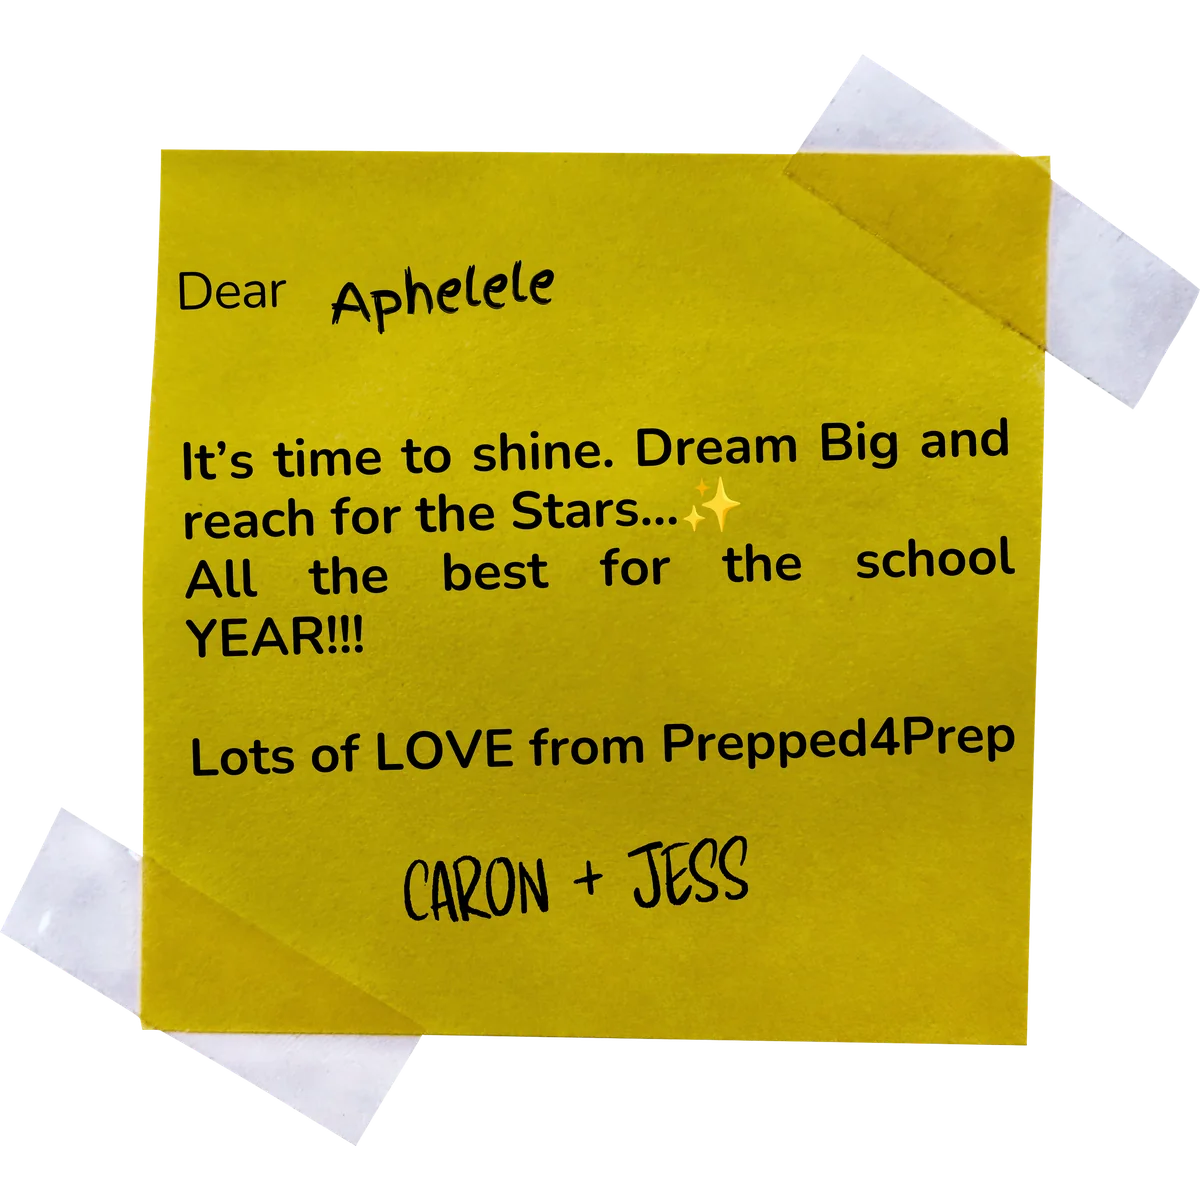 Dear Aphelele
It’s time to shine. Dream Big and
reach for the Stars...✨
All the best for the school
YEAR!!!
Lots of LOVE from Prepped4Prep
CARON + JESS